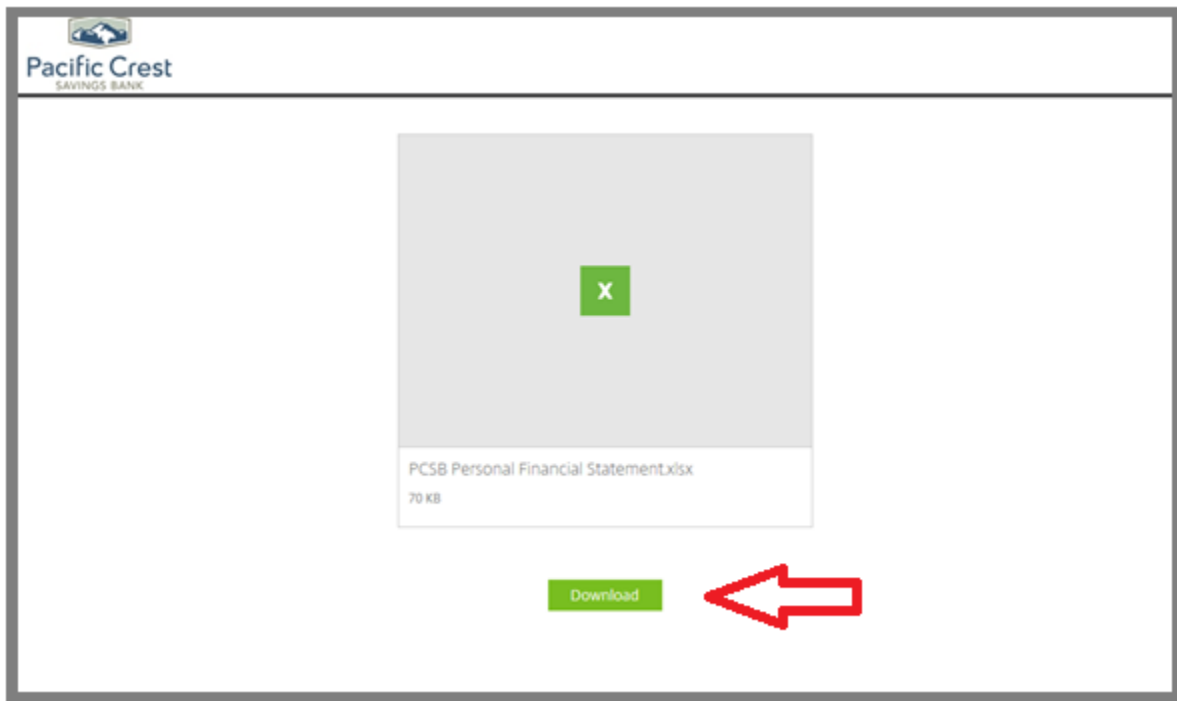 Pacific Crest
SAVINGS BANK
X
PCSB Personal Financial Statement.xlsx
70 KB
Download